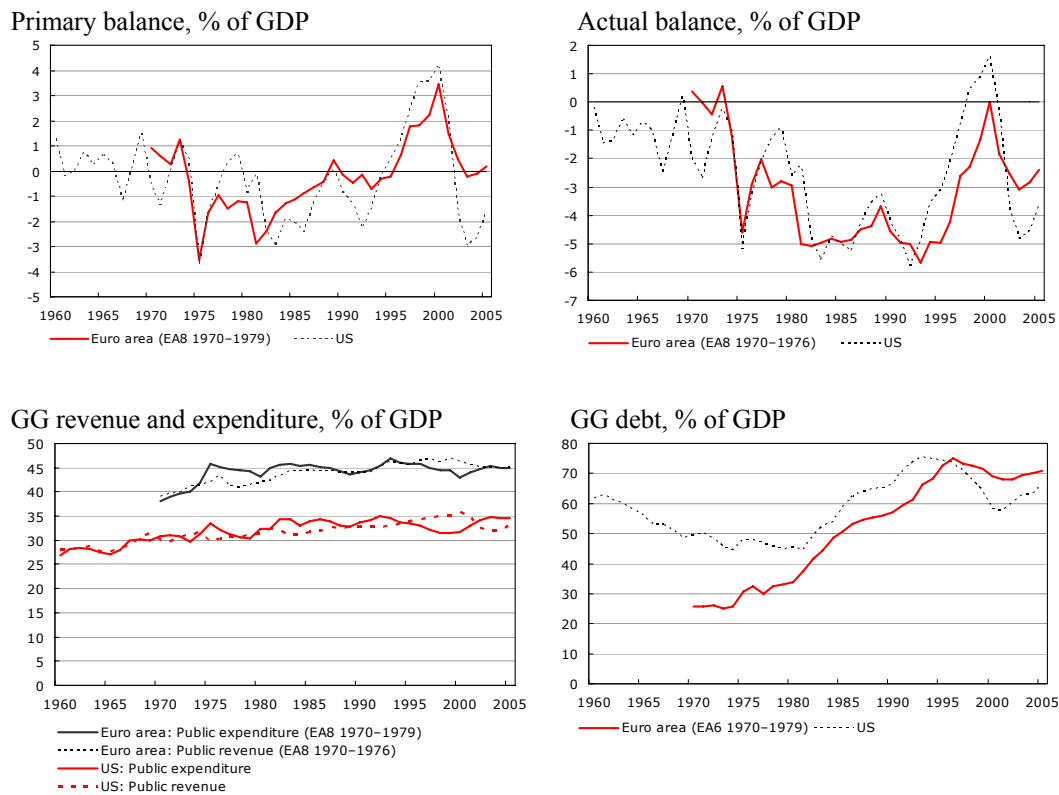 Primary balance, % of GDP
5
4
3
2
1
0
-1
-2
-3
-4
-5
1960 1965 1970 1975 1980 1985 1990 1995 2000 2005
Euro area (EA8 1970–1979) US
Actual balance, % of GDP
2
1
0
-1
-2
-3
-4
-5
-6
-7
1960 1965 1970 1975 1980 1985 1990 1995 2000 2005
Euro area (EA8 1970–1976) US
GG revenue and expenditure, % of GDP
50
45
40
35
30
25
20
15
10
5
0
1960 1965 1970 1975 1980 1985 1990 1995 2000 2005
Euro area: Public expenditure (EA8 1970–1979)
Euro area: Public revenue (EA8 1970–1976)
US: Public expenditure
US: Public revenue
GG debt, % of GDP
80
70
60
50
40
30
20
10
0
1960 1965 1970 1975 1980 1985 1990 1995 2000 2005
Euro area (EA6 1970–1979) US